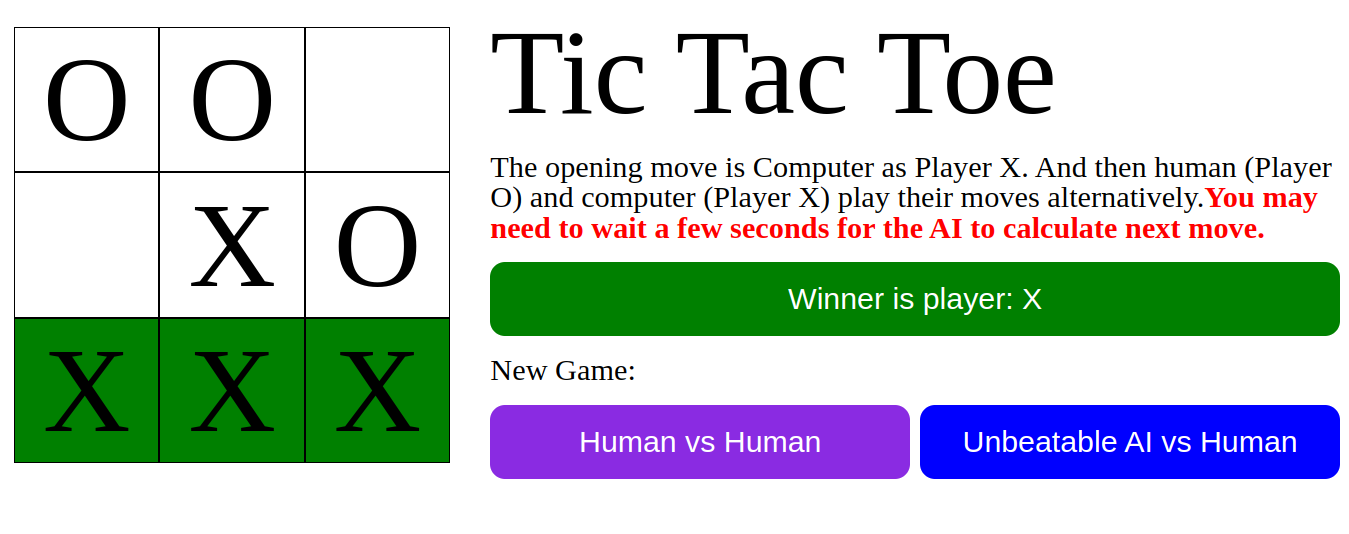 O O
X O
X X X
Tic Tac Toe
The opening move is Computer as Player X. And then human (Player
O) and computer (Player X) play their moves alternatively.You may
need to wait a few seconds for the AI to calculate next move.
Winner is player: X
New Game:
Human vs Human
Unbeatable AI vs Human